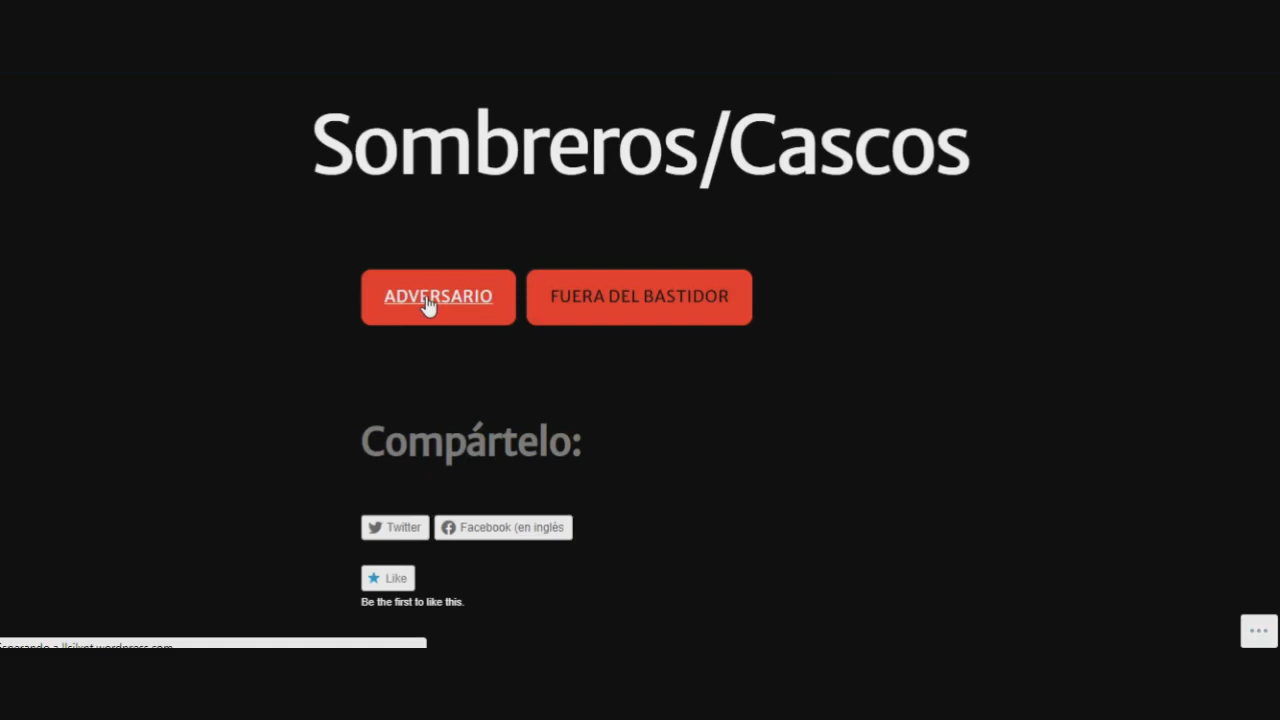 Sombreros/Cascos
ADVERSARIO FUERA DEL BASTIDOR
Compártelo:
Twitter Facebook (en inglés
Like
Be the first to like this.